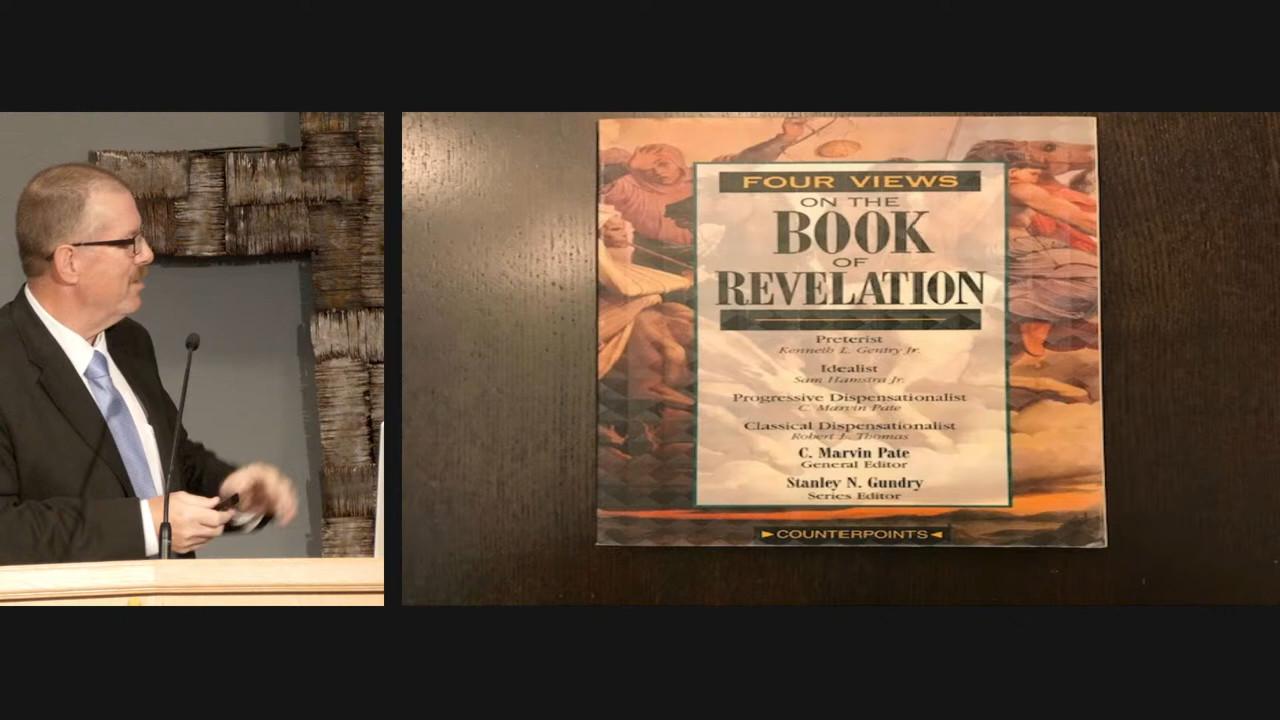 FOUR VIEWS
ON THE
BOOK
OF
REVELATION
Preterist
Kenneth L. Gentry Jr.
Idealist
Sam Hamstra Jr.
Progressive Dispensationalist
C. Marvin Pate
Classical Dispensationalist
Robert L. Thomas
C. Marvin Pate
General Editor
Stanley N. Gundry
Series Editor
►COUNTERPOINTS◄